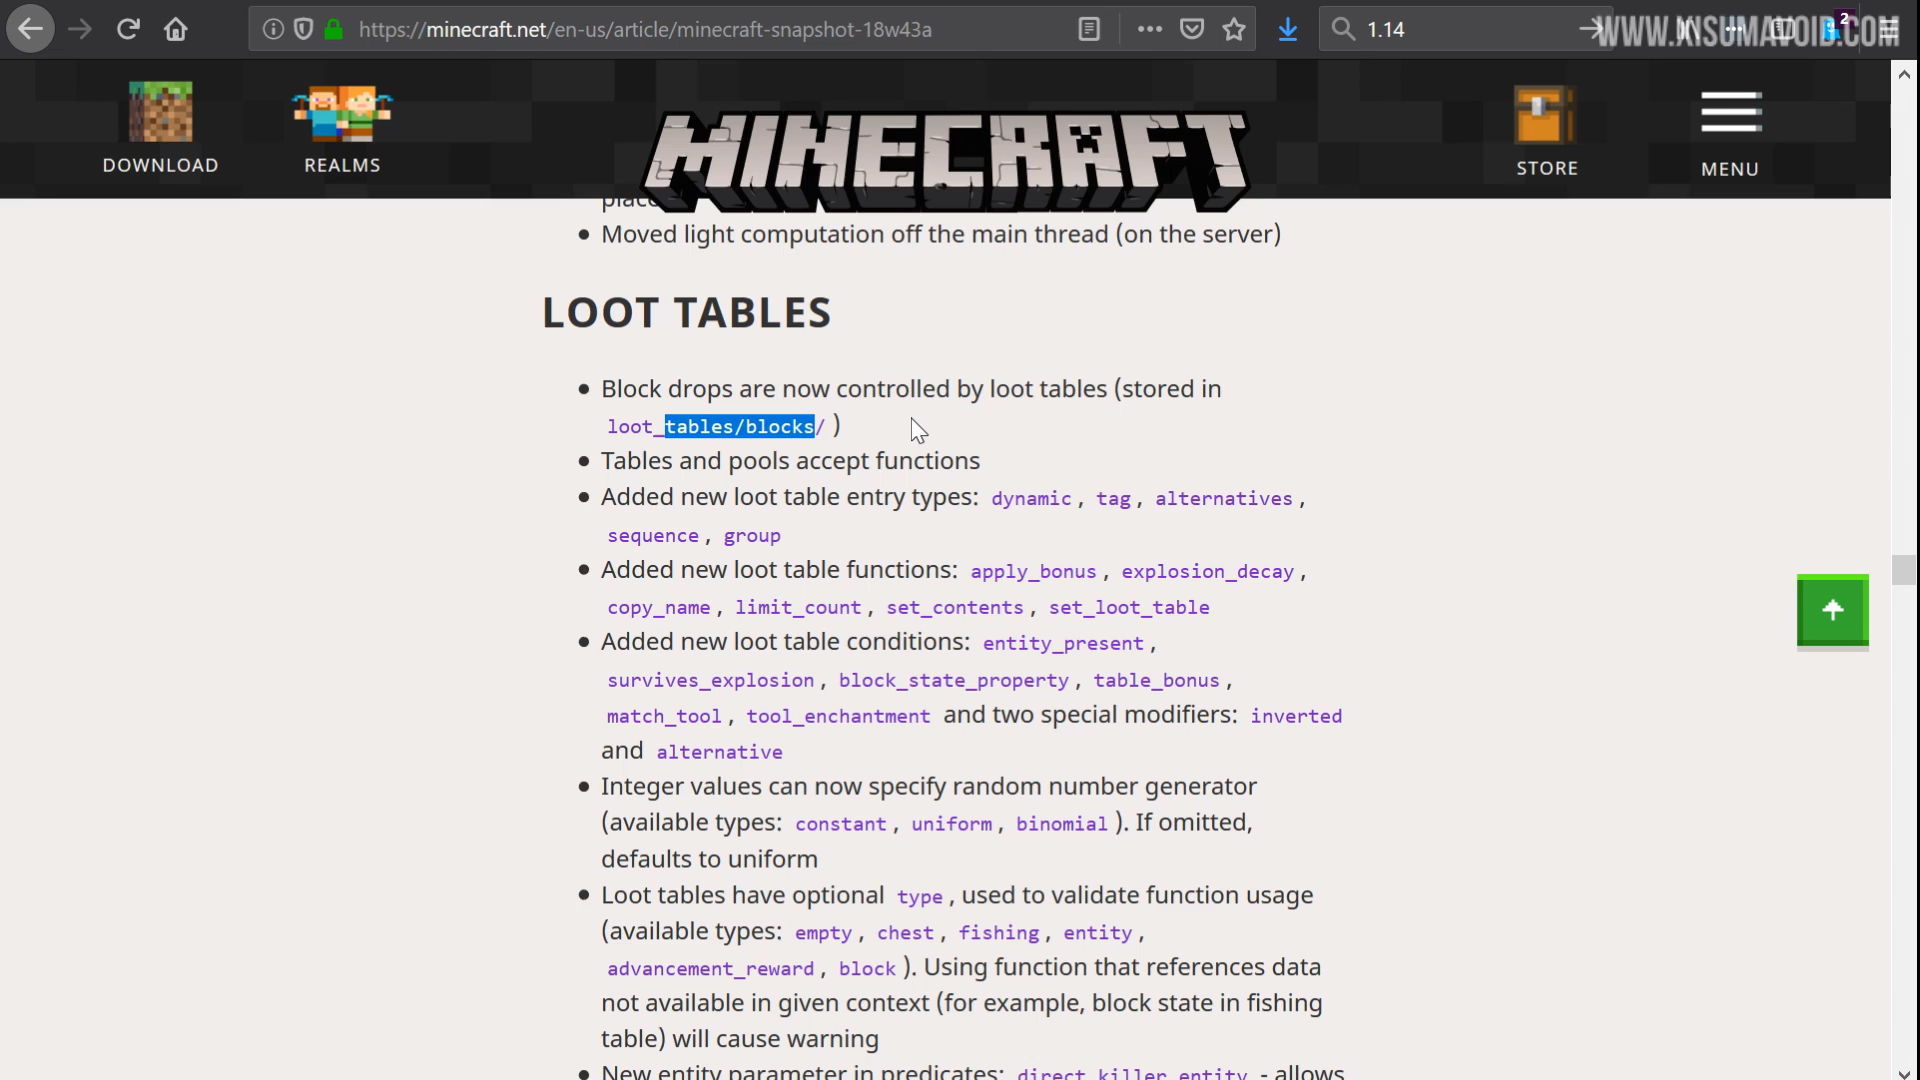 https://minecraft.net/en-us/article/minecraft-snapshot-18w43a
1.14
2
WWW.XISUMAVOID.COM
DOWNLOAD
REALMS
MINECRAFT
STORE
MENU
place
• Moved light computation off the main thread (on the server)
LOOT TABLES
• Block drops are now controlled by loot tables (stored in
loot_tables/blocks/ )
• Tables and pools accept functions
• Added new loot table entry types: dynamic , tag , alternatives ,
sequence , group
• Added new loot table functions: apply_bonus , explosion_decay ,
copy_name , limit_count , set_contents , set_loot_table
• Added new loot table conditions: entity_present ,
survives_explosion , block_state_property , table_bonus ,
match_tool , tool_enchantment and two special modifiers: inverted
and alternative
• Integer values can now specify random number generator
(available types: constant , uniform , binomial ). If omitted,
defaults to uniform
• Loot tables have optional type , used to validate function usage
(available types: empty , chest , fishing , entity ,
advancement_reward , block ). Using function that references data
not available in given context (for example, block state in fishing
table) will cause warning
• New entity parameter in predicates: direct_killer_entity - allows